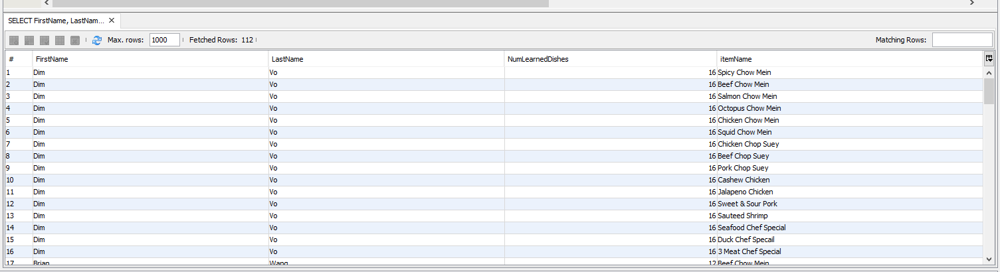 SELECT FirstName, LastNam... ×
Max. rows: 1000 Fetched Rows: 112 Matching Rows:
# FirstName LastName NumLearnedDishes itemName
1 Dim Vo 16 Spicy Chow Mein
2 Dim Vo 16 Beef Chow Mein
3 Dim Vo 16 Salmon Chow Mein
4 Dim Vo 16 Octopus Chow Mein
5 Dim Vo 16 Chicken Chow Mein
6 Dim Vo 16 Squid Chow Mein
7 Dim Vo 16 Chicken Chop Suey
8 Dim Vo 16 Beef Chop Suey
9 Dim Vo 16 Pork Chop Suey
10 Dim Vo 16 Cashew Chicken
11 Dim Vo 16 Jalapeno Chicken
12 Dim Vo 16 Sweet & Sour Pork
13 Dim Vo 16 Sauteed Shrimp
14 Dim Vo 16 Seafood Chef Special
15 Dim Vo 16 Duck Chef Specail
16 Dim Vo 16 3 Meat Chef Special
17 Brian Wang 12 Beef Chow Mein